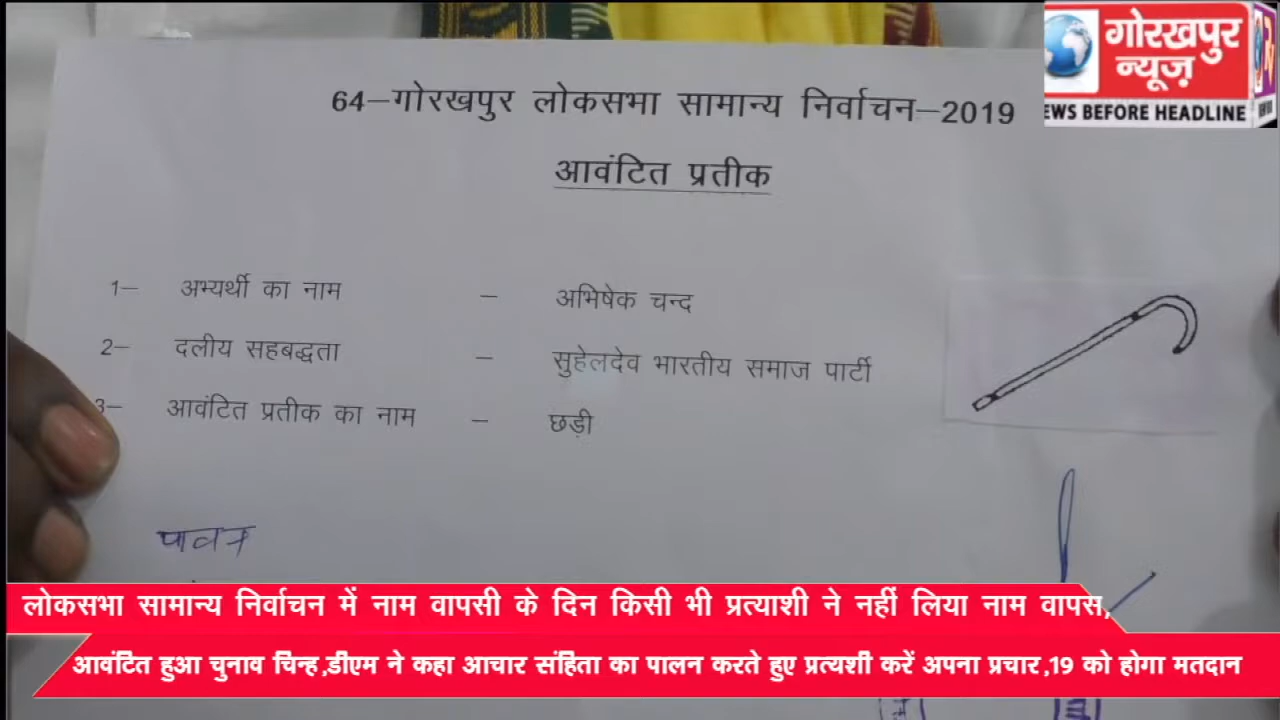 गोरखपुर
न्यूज़
EWS BEFORE HEADLINE
64–गोरखपुर लोकसभा सामान्य निर्वाचन–2019
आवंटित प्रतीक
1– अभ्यर्थी का नाम – अभिषेक चन्द
2– दलीय सहबद्धता – सुहेलदेव भारतीय समाज पार्टी
3– आवंटित प्रतीक का नाम – छड़ी
लोकसभा सामान्य निर्वाचन में नाम वापसी के दिन किसी भी प्रत्याशी ने नहीं लिया नाम वापस,
आवंटित हुआ चुनाव चिन्ह,डीएम ने कहा आचार संहिता का पालन करते हुए प्रत्यशी करें अपना प्रचार,19 को होगा मतदान